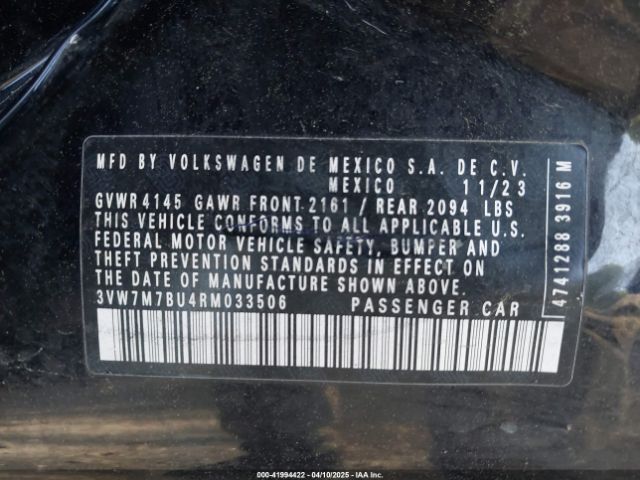 MFD BY VOLKSWAGEN DE MEXICO S.A. DE C.V.
MEXICO 11/23
GVWR 4145 GAWR FRONT 2161 / REAR 2094 LBS
THIS VEHICLE CONFORMS TO ALL APPLICABLE U.S.
FEDERAL MOTOR VEHICLE SAFETY, BUMPER AND
THEFT PREVENTION STANDARDS IN EFFECT ON
THE DATE OF MANUFACTURE SHOWN ABOVE.
3VW7M7BU4RM033506 PASSENGER CAR
4741288 3916 M
000-41994422 - 04/10/2025 - IAA Inc.